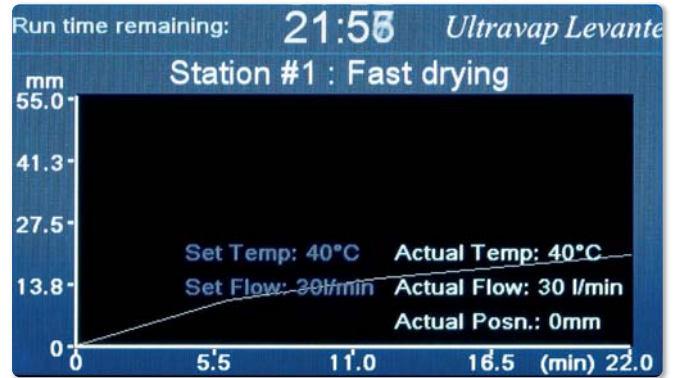 Run time remaining: 21:56 Ultravap Levante
Station #1 : Fast drying
mm
55.0
41.3
27.5
Set Temp: 40°C Actual Temp: 40°C
13.8
Set Flow: 30l/min Actual Flow: 30 l/min
Actual Posn.: 0mm
0
0 5.5 11.0 16.5 (min) 22.0